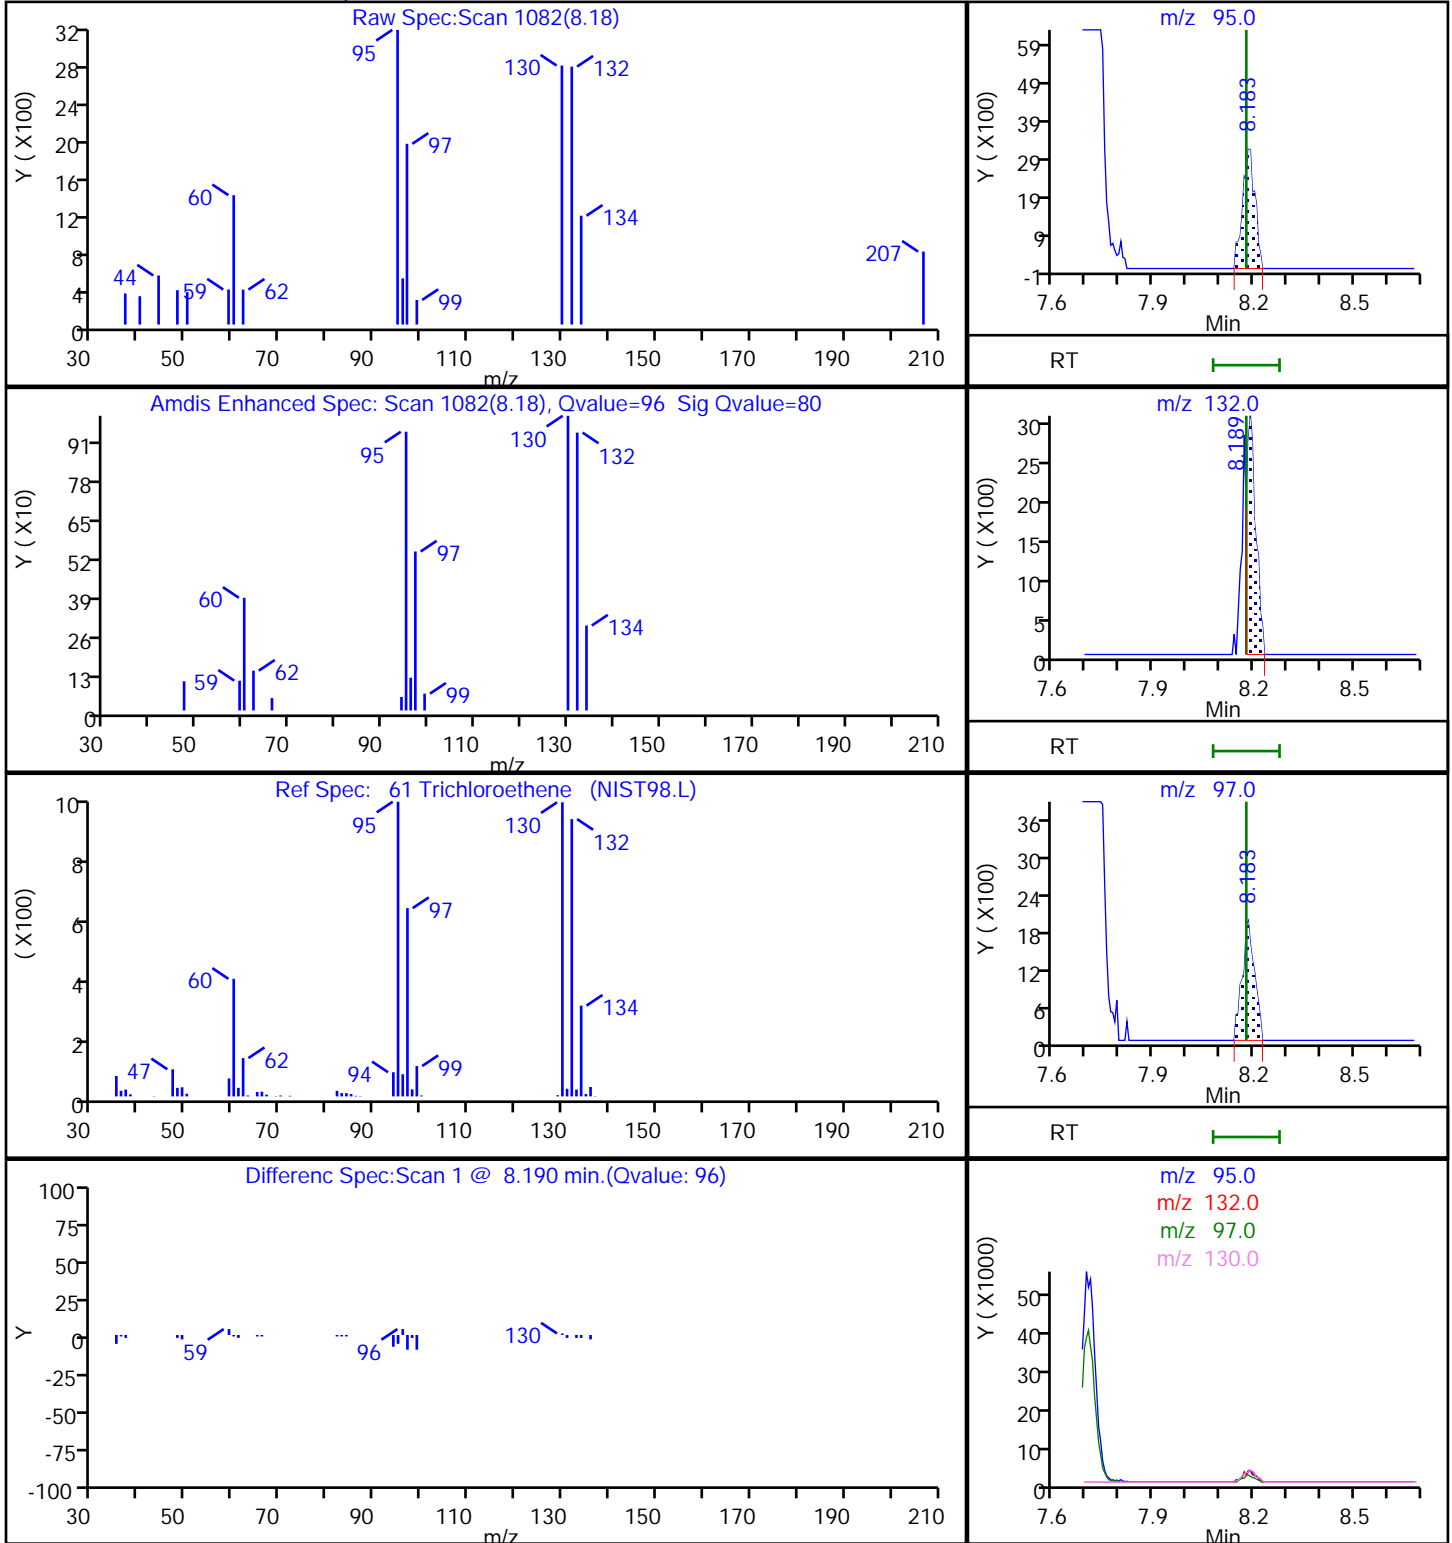 Raw Spec:Scan 1082(8.18)
Y ( X100)
32
28
24
20
16
12
8
4
0
95
130
132
97
60
134
207
44
59
62
99
30 50 70 90 110 130 150 170 190 210
m/z
m/z 95.0
Y ( X100)
59
49
39
29
19
9
-1
8.183
7.6 7.9 8.2 8.5
Min
RT
Amdis Enhanced Spec: Scan 1082(8.18), Qvalue=96 Sig Qvalue=80
Y ( X10)
91
78
65
52
39
26
13
0
130
95
132
97
60
134
59
62
99
30 50 70 90 110 130 150 170 190 210
m/z
m/z 132.0
Y ( X100)
30
25
20
15
10
5
0
8.189
7.6 7.9 8.2 8.5
Min
RT
Ref Spec: 61 Trichloroethene (NIST98.L)
( X100)
10
8
6
4
2
0
95
130
132
97
60
134
47
62
94
99
30 50 70 90 110 130 150 170 190 210
m/z 97.0
Y ( X100)
36
30
24
18
12
6
0
8.183
7.6 7.9 8.2 8.5
Min
RT
Differenc Spec:Scan 1 @ 8.190 min.(Qvalue: 96)
Y
100
75
50
25
0
-25
-50
-75
-100
59
96
130
30 50 70 90 110 130 150 170 190 210
m/z
m/z 95.0
m/z 132.0
m/z 97.0
m/z 130.0
Y ( X1000)
50
40
30
20
10
0
7.6 7.9 8.2 8.5
Min